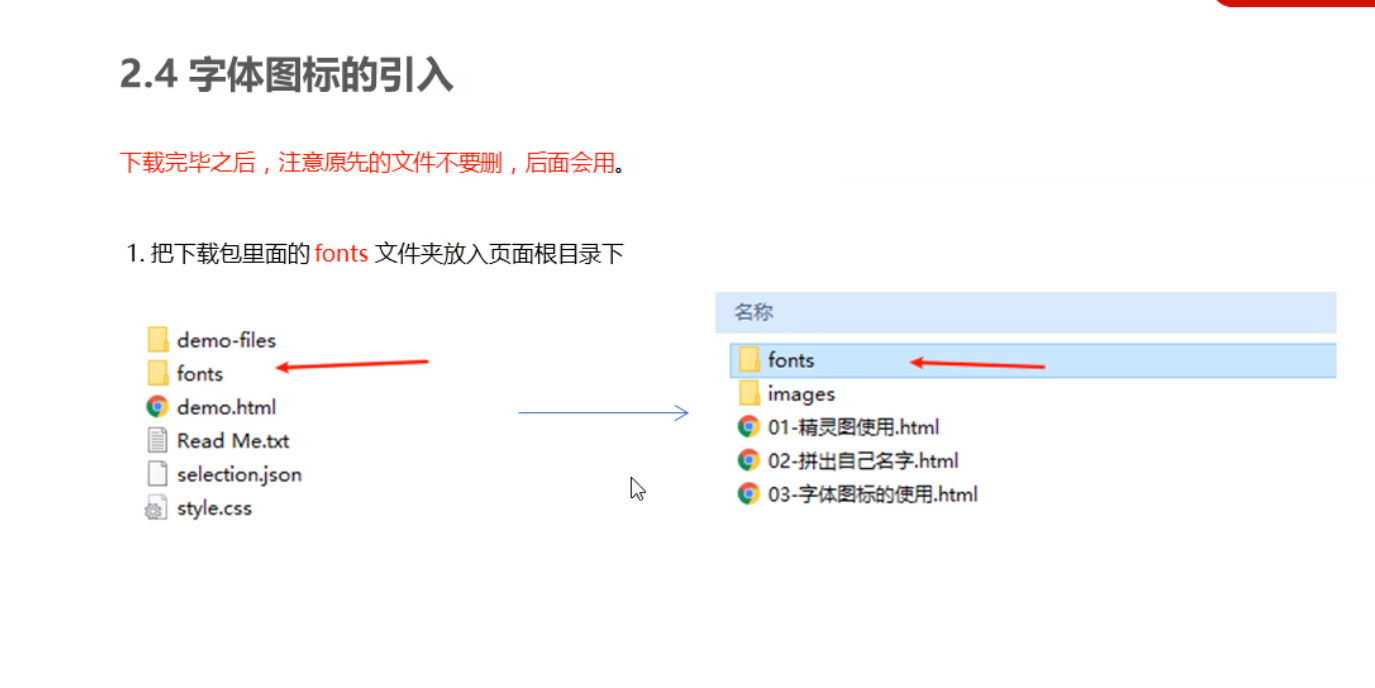 2.4 字体图标的引入
下载完毕之后，注意原先的文件不要删，后面会用。
1. 把下载包里面的 fonts 文件夹放入页面根目录下
demo-files
fonts
demo.html
Read Me.txt
selection.json
style.css
名称
fonts
images
01-精灵图使用.html
02-拼出自己名字.html
03-字体图标的使用.html